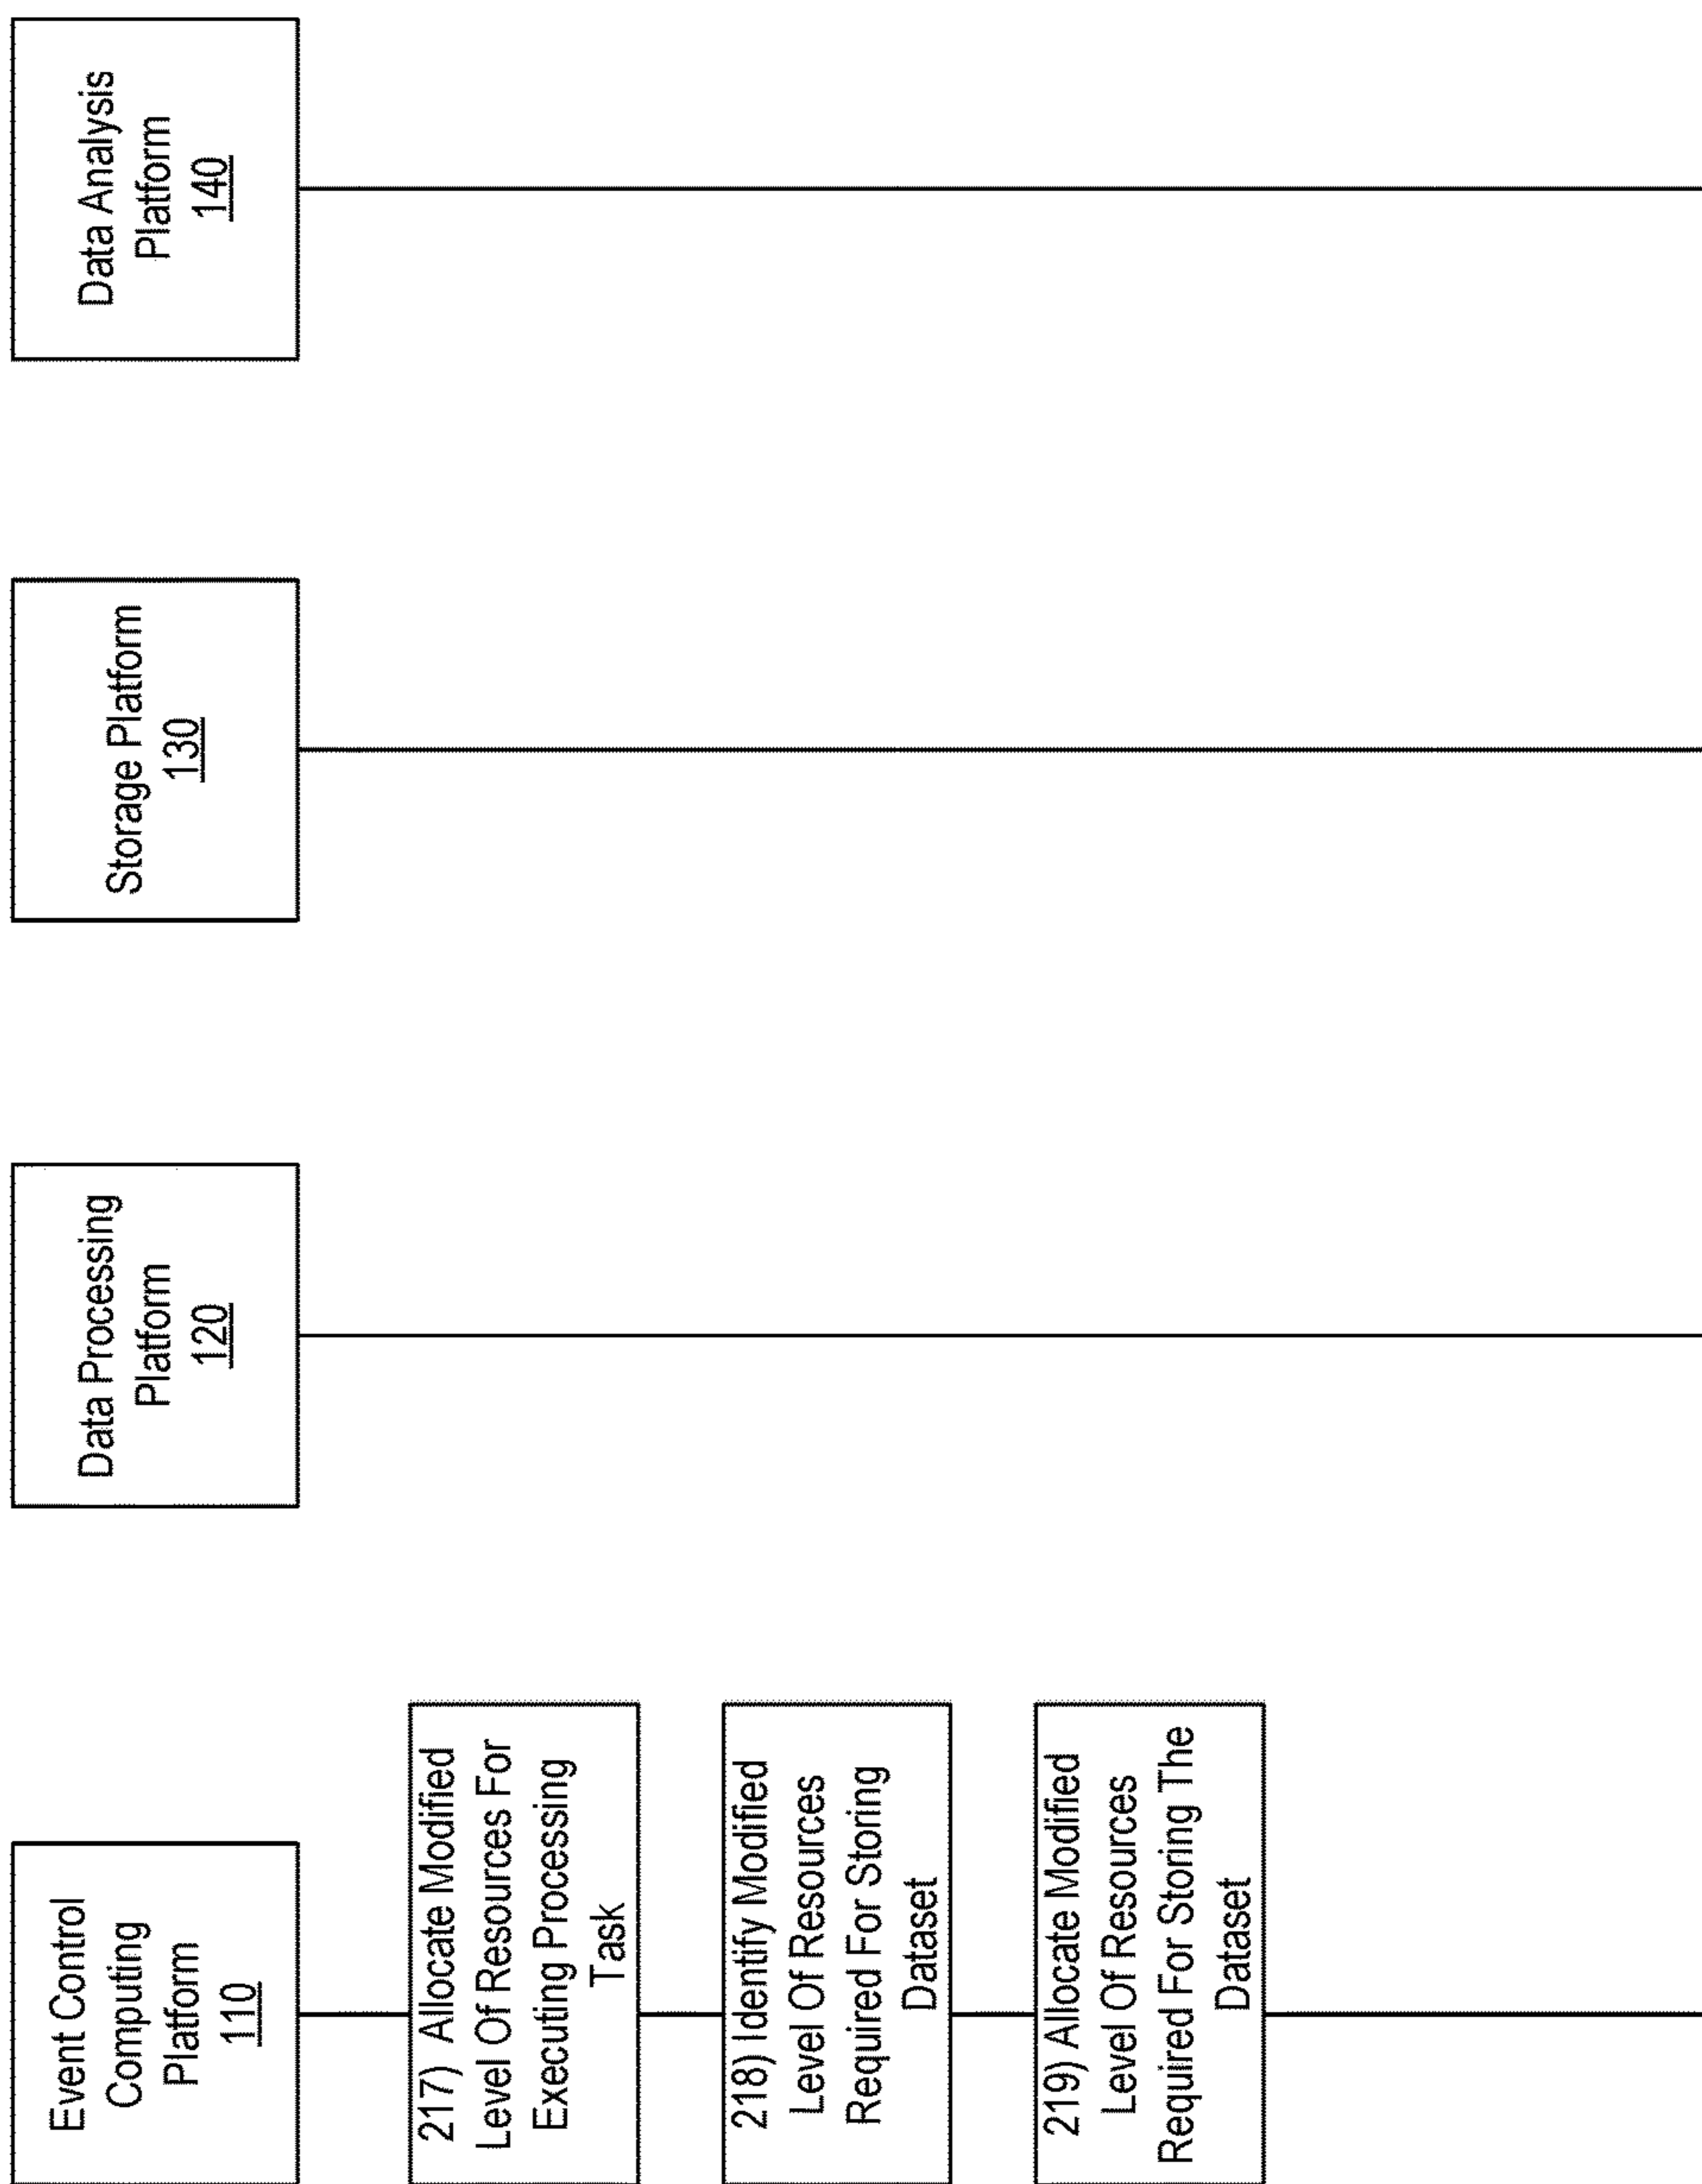 Event Control
Computing
Platform
110
Data Processing
Platform
120
Storage Platform
130
Data Analysis
Platform
140
217) Allocate Modified
Level Of Resources For
Executing Processing
Task
218) Identify Modified
Level Of Resources
Required For Storing
Dataset
219) Allocate Modified
Level Of Resources
Required For Storing The
Dataset